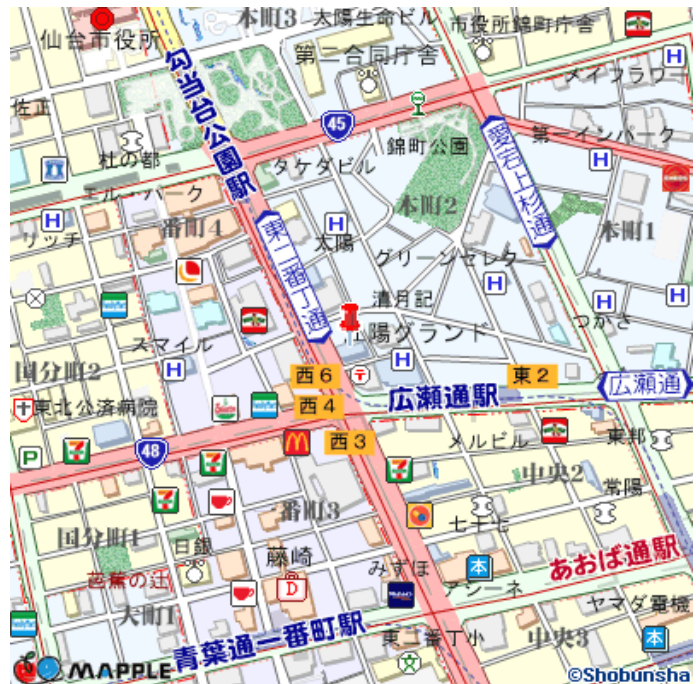 本町3
太陽生命ビル
市役所錦町庁舎
仙台市役所
第二合同庁舎
勾当台公園駅
メイフラワー
佐正
45
錦町公園
愛宕上杉通
第一インパーク
杜の都
タケダビル
エル・パーク
本町2
リッチ
一番町4
東二番丁通
太陽
本町1
グリーンセレク
FamilyMart
清月記
つかさ
江陽グランド
スマイル
国分町2
西6
東2
広瀬通
広瀬通駅
西4
東北公済病院
メルビル
東邦
西3
48
P
中央2
常陽
国分町1
一番町3
七十七
日銀
藤崎
みずほ
あおば通駅
芭蕉の辻
本
アシーネ
大町1
ヤマダ電機
青葉通一番町駅
東二番丁小
中央3
文
本
MAPPLE
©Shobunsha